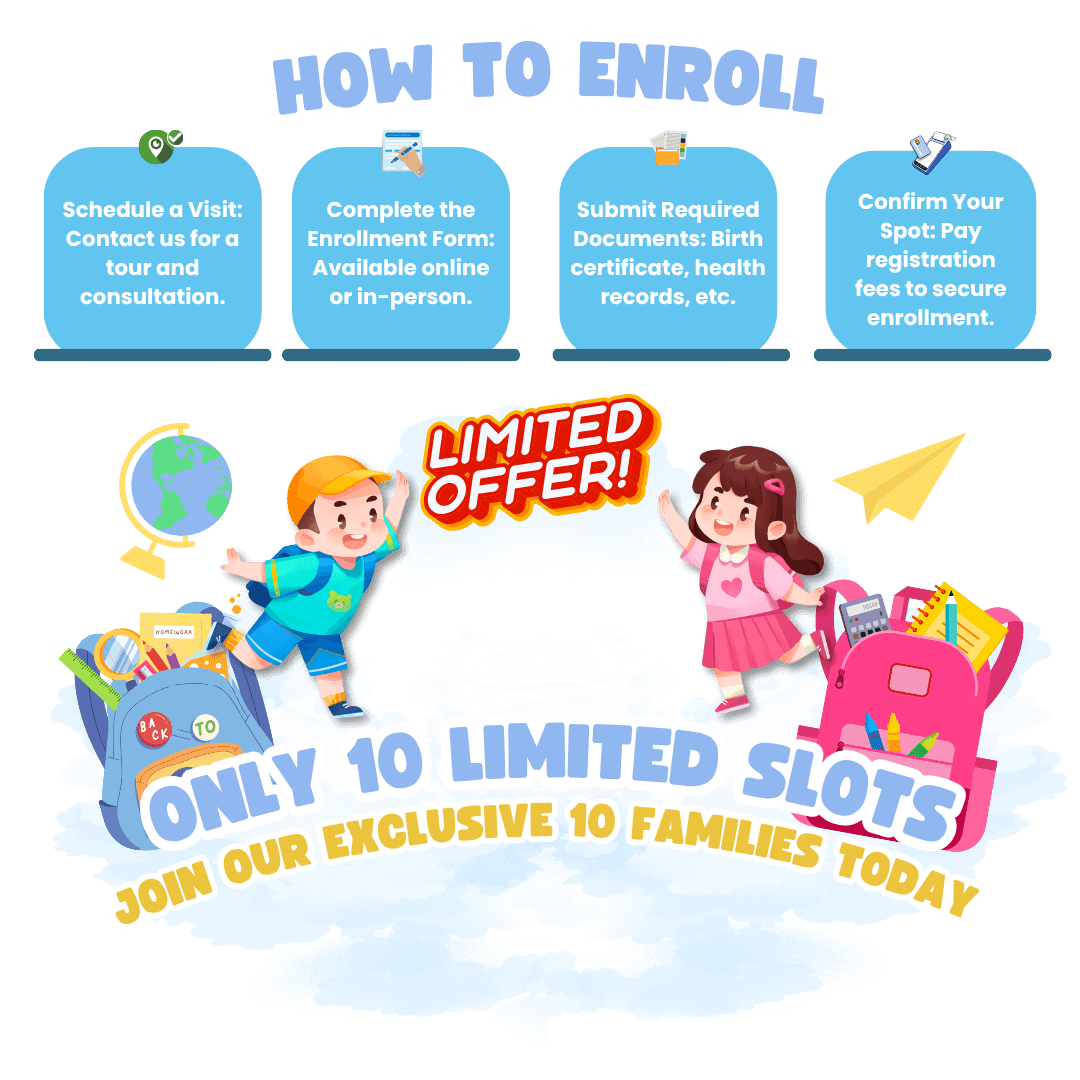 HOW TO ENROLL
Schedule a Visit:
Contact us for a
tour and
consultation.
Complete the
Enrollment Form:
Available online
or in-person.
Submit Required
Documents: Birth
certificate, health
records, etc.
Confirm Your
Spot: Pay
registration
fees to secure
enrollment.
LIMITED
OFFER!
HOMEWORK
BA
CK
TO
ONLY 10 LIMITED SLOTS
JOIN OUR EXCLUSIVE 10 FAMILIES TODAY